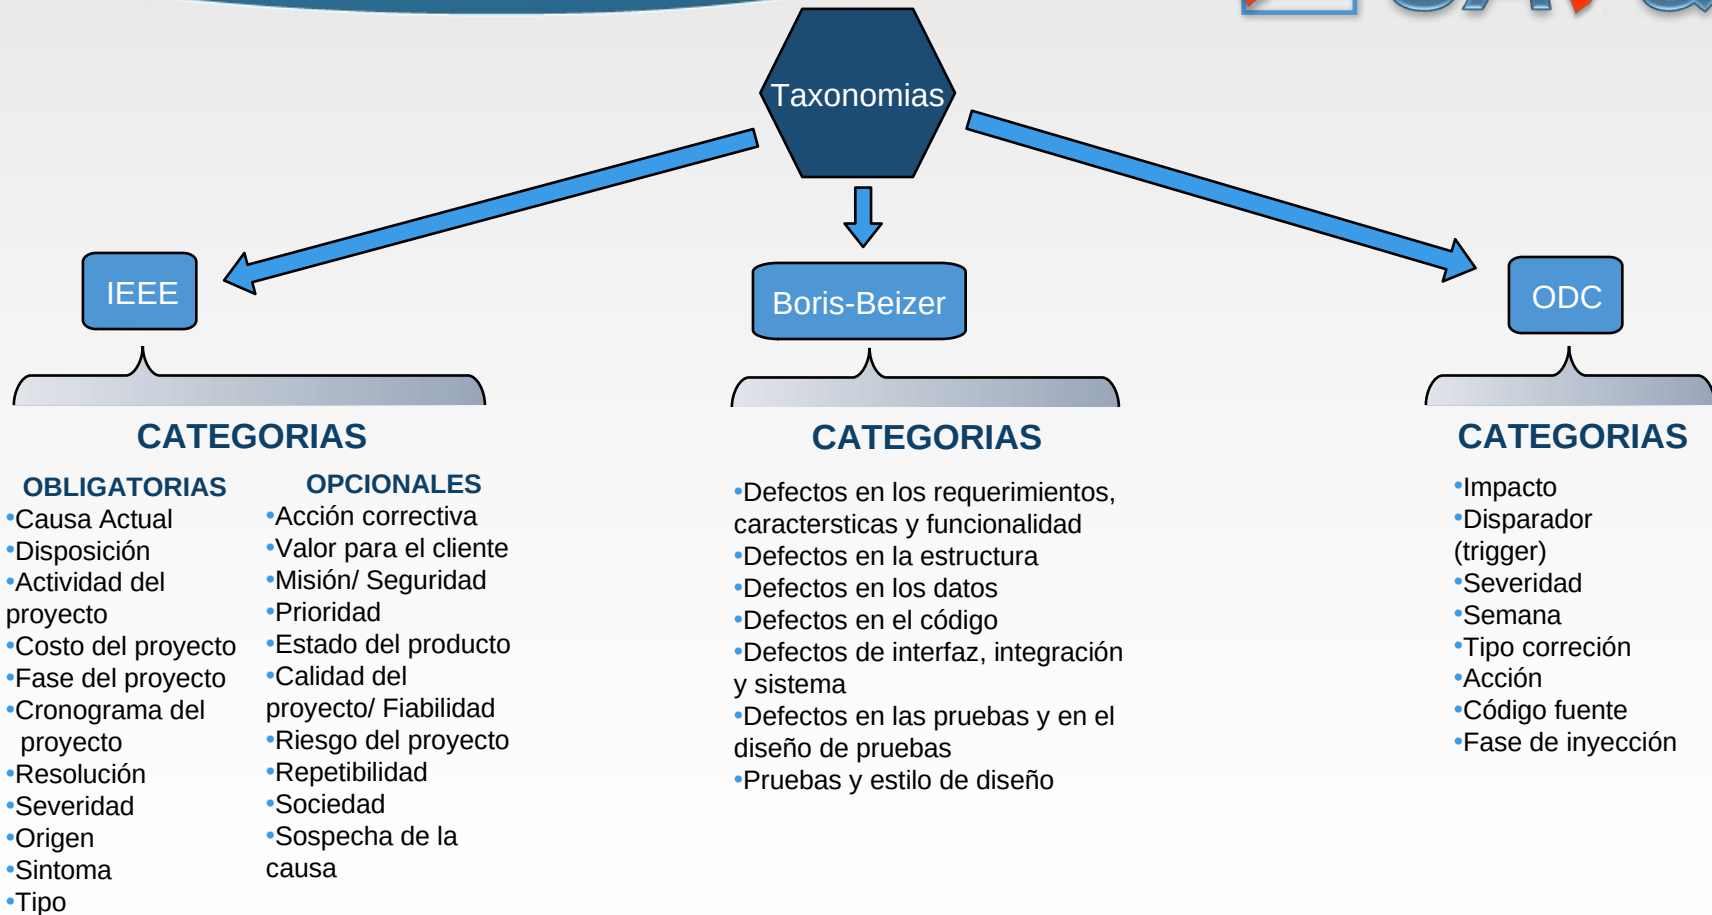 Taxonomias
IEEE
Boris-Beizer
ODC
CATEGORIAS
OBLIGATORIAS
•Causa Actual
•Disposición
•Actividad del
proyecto
•Costo del proyecto
•Fase del proyecto
•Cronograma del
proyecto
•Resolución
•Severidad
•Origen
•Sintoma
•Tipo
OPCIONALES
•Acción correctiva
•Valor para el cliente
•Misión/ Seguridad
•Prioridad
•Estado del producto
•Calidad del
proyecto/ Fiabilidad
•Riesgo del proyecto
•Repetibilidad
•Sociedad
•Sospecha de la
causa
CATEGORIAS
•Defectos en los requerimientos,
caractersticas y funcionalidad
•Defectos en la estructura
•Defectos en los datos
•Defectos en el código
•Defectos de interfaz, integración
y sistema
•Defectos en las pruebas y en el
diseño de pruebas
•Pruebas y estilo de diseño
CATEGORIAS
•Impacto
•Disparador
(trigger)
•Severidad
•Semana
•Tipo correción
•Acción
•Código fuente
•Fase de inyección